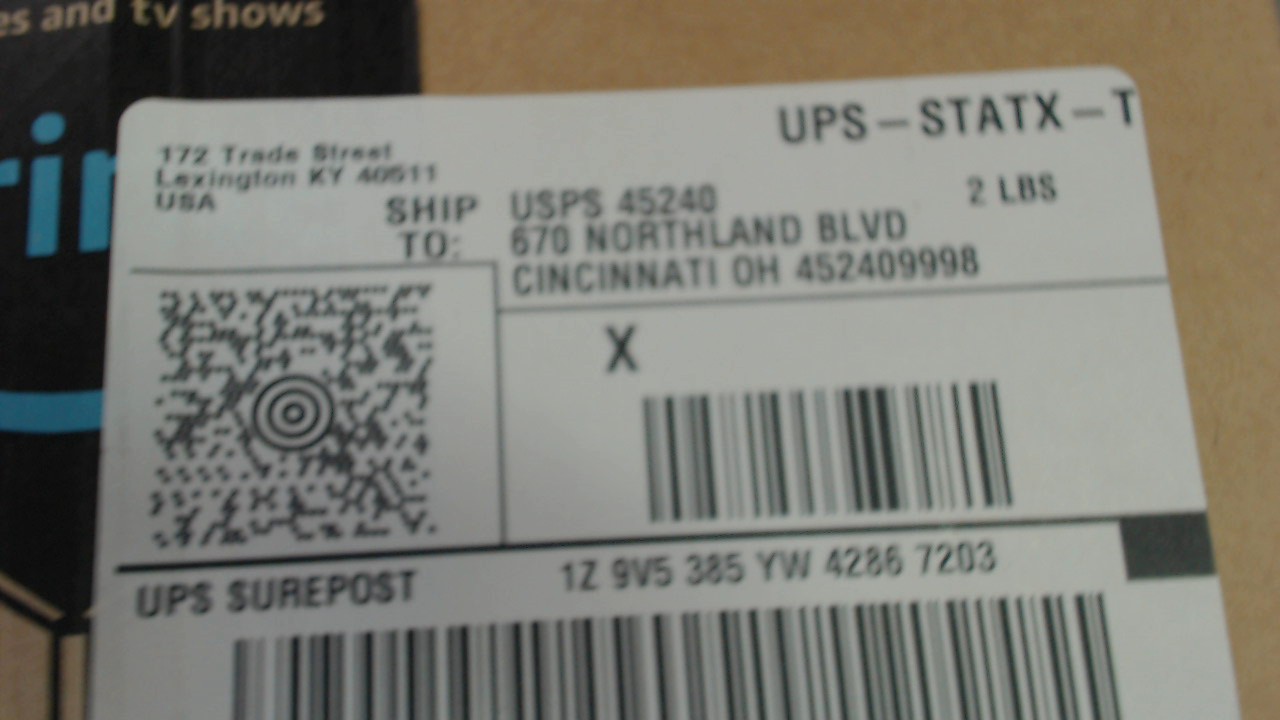 es and tv shows
rin
UPS-STATX-T
172 Trade Street
Lexington KY 40511
USA
2 LBS
SHIP TO:
USPS 45240
670 NORTHLAND BLVD
CINCINNATI OH 452409998
X
UPS SUREPOST
1Z 9V5 385 YW 4286 7203